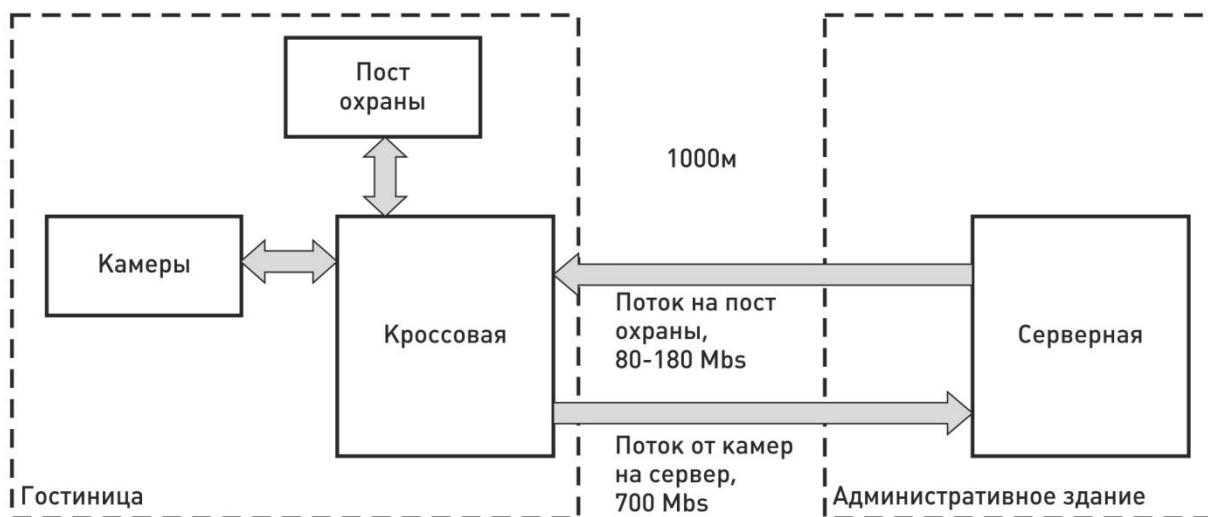 Пост
охраны
1000м
Камеры
Кроссовая
Поток на пост
охраны,
80-180 Mbs
Серверная
Поток от камер
на сервер,
700 Mbs
Гостиница
Административное здание